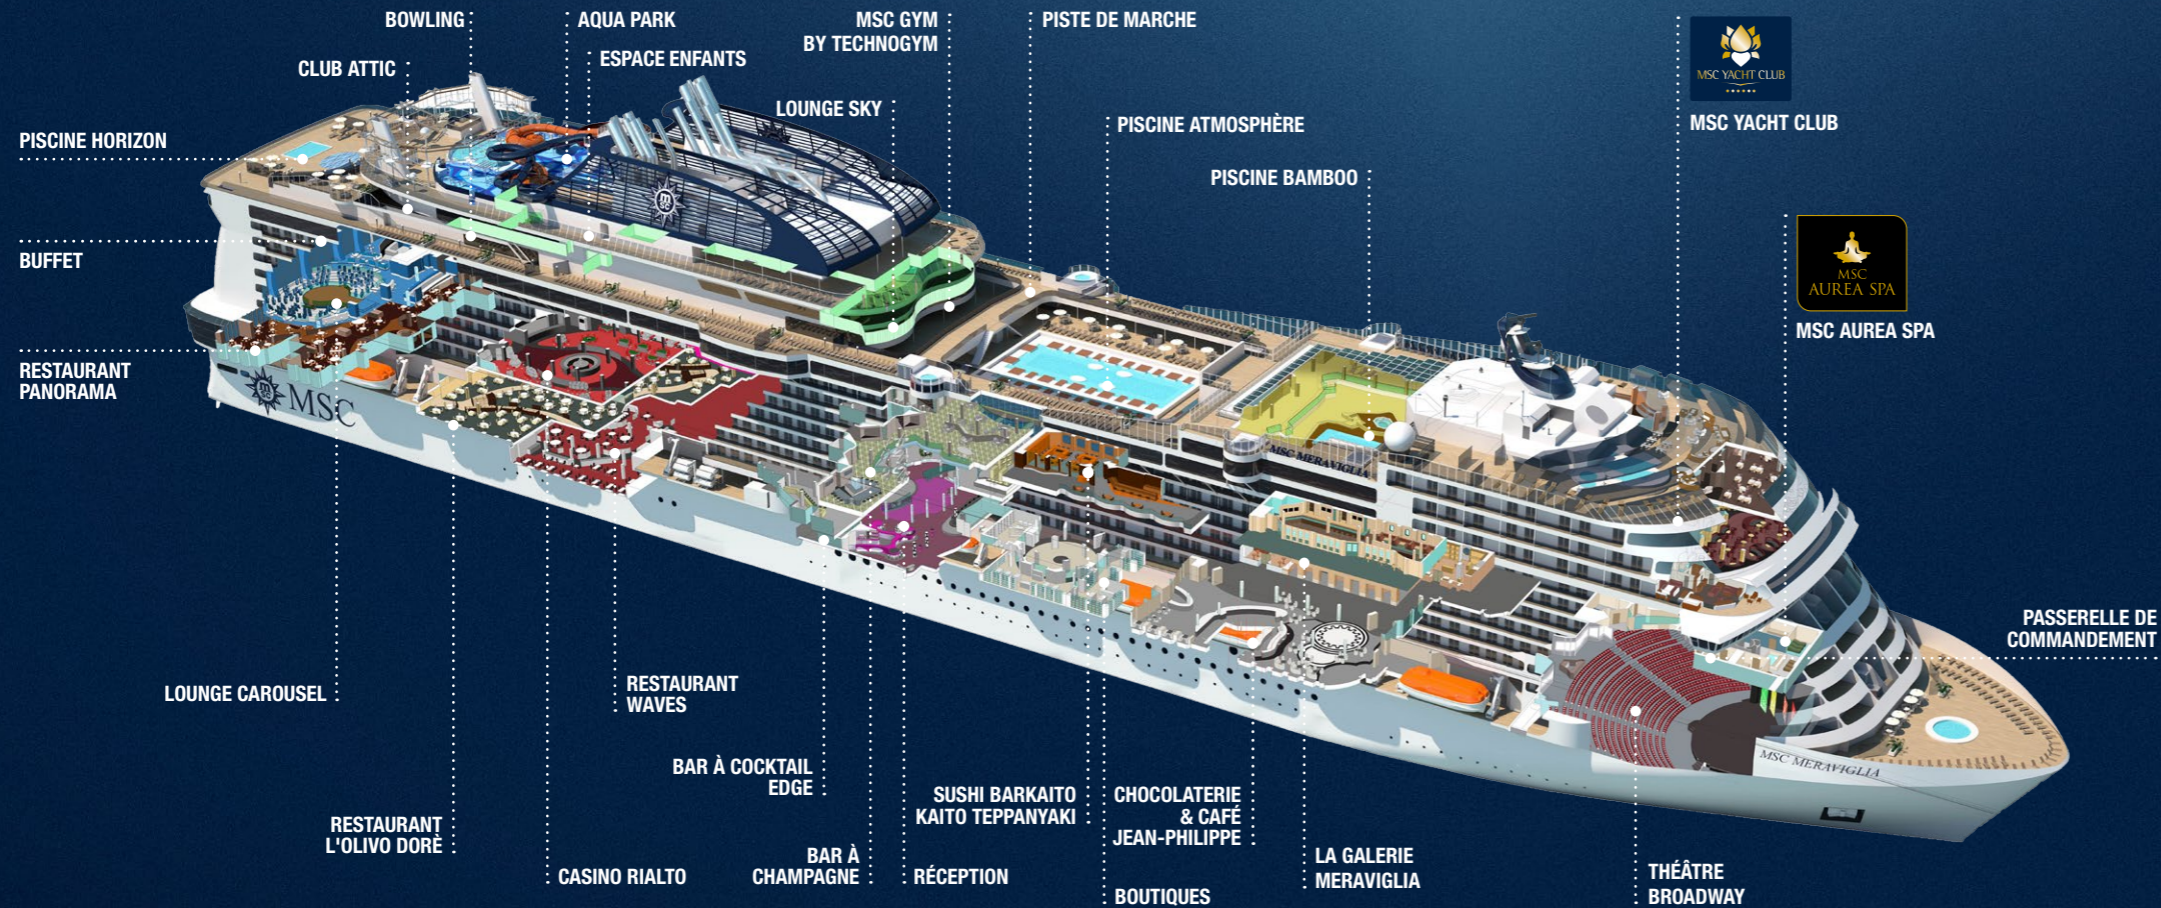 BOWLING
AQUA PARK
MSC GYM
BY TECHNOGYM
PISTE DE MARCHE
CLUB ATTIC
ESPACE ENFANTS
MSC YACHT CLUB
MSC YACHT CLUB
LOUNGE SKY
PISCINE ATMOSPHÈRE
PISCINE HORIZON
PISCINE BAMBOO
BUFFET
MSC
AUREA SPA
MSC AUREA SPA
RESTAURANT
PANORAMA
MSC
MSC MERAVIGLIA
PASSERELLE DE
COMMANDEMENT
LOUNGE CAROUSEL
RESTAURANT
WAVES
MSC MERAVIGLIA
BAR À COCKTAIL
EDGE
SUSHI BARKAITO
KAITO TEPPANYAKI
CHOCOLATERIE
& CAFÉ
JEAN-PHILIPPE
RESTAURANT
L'OLIVO DORÈ
CASINO RIALTO
BAR À
CHAMPAGNE
RÉCEPTION
BOUTIQUES
LA GALERIE
MERAVIGLIA
THÉÂTRE
BROADWAY